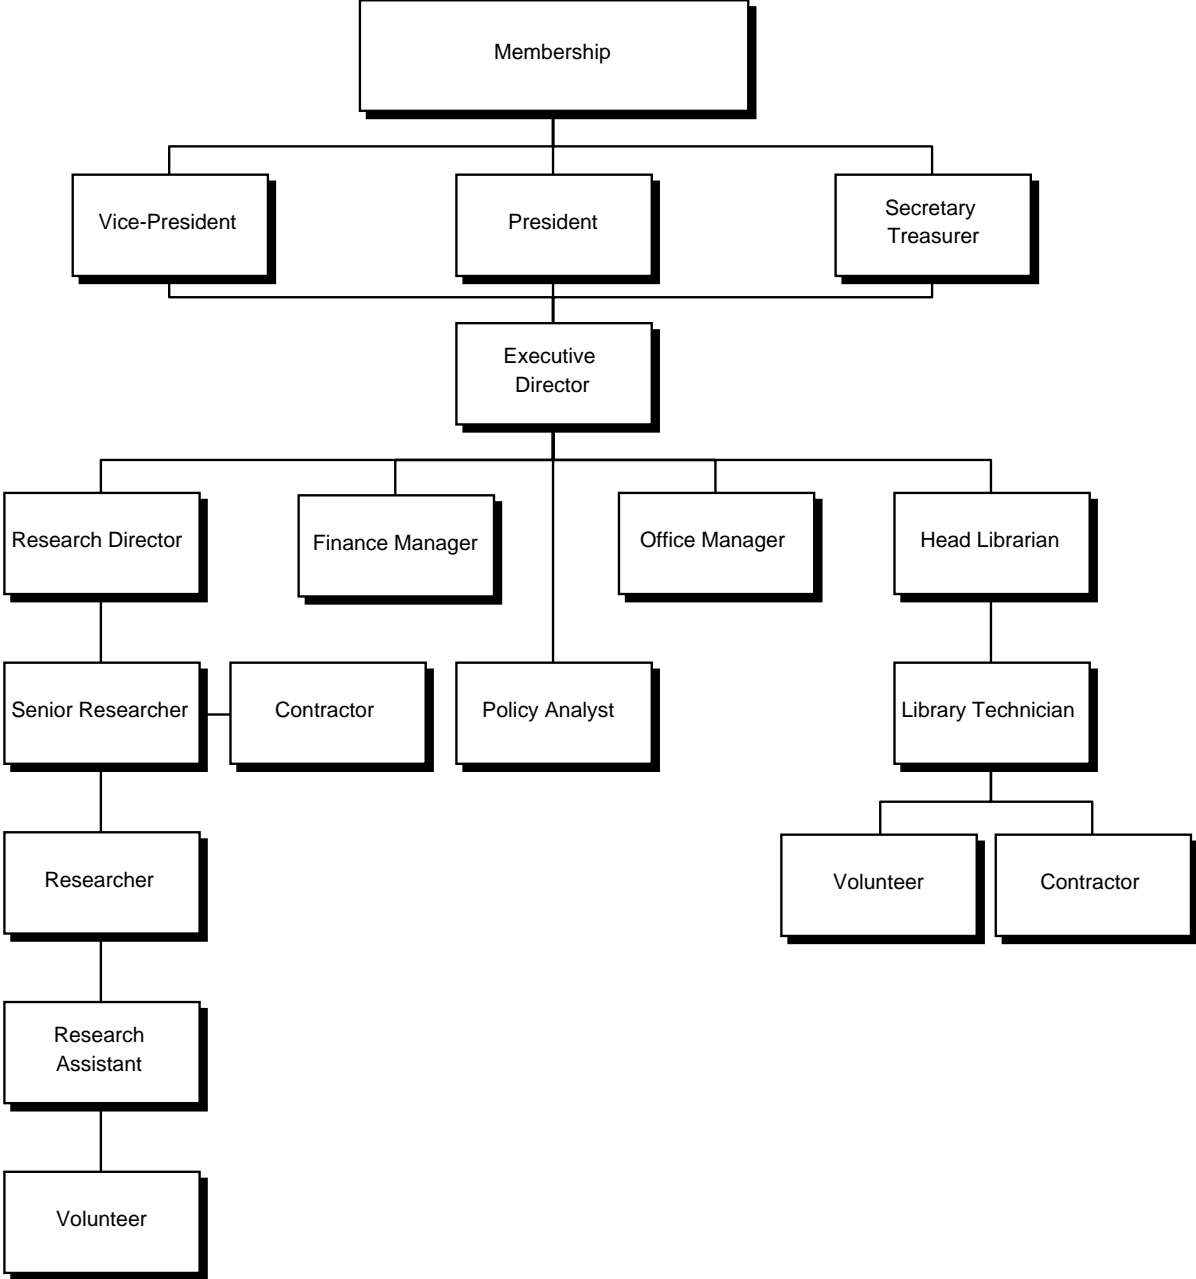 Membership
Vice-President
President
Secretary
Treasurer
Executive
Director
Research Director
Finance Manager
Office Manager
Head Librarian
Senior Researcher
Contractor
Policy Analyst
Library Technician
Researcher
Volunteer
Contractor
Research
Assistant
Volunteer